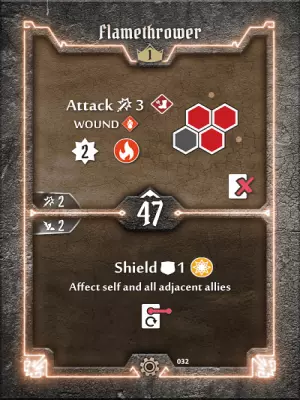 Flamethrower
1
Attack 3
WOUND
2
2
47
2
Shield 1
Affect self and all adjacent allies
032